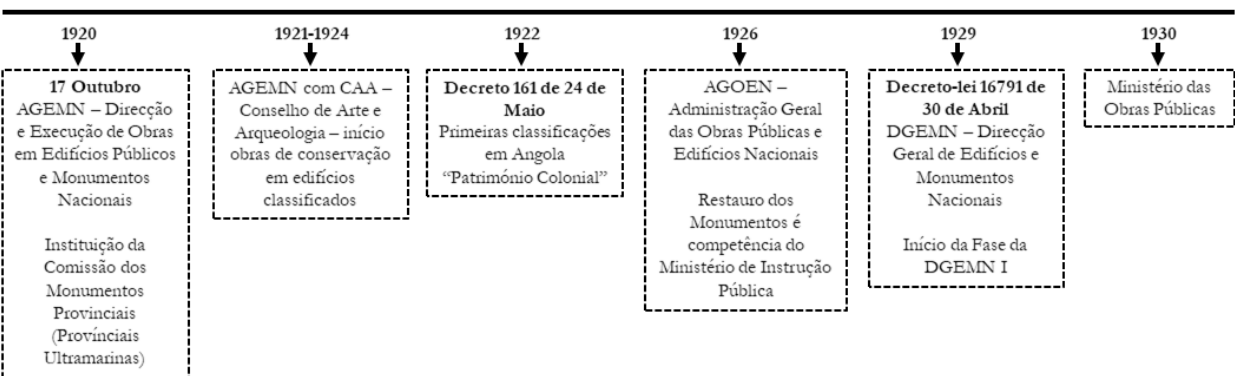 1920
17 Outubro
AGEMN – Direcção
e Execução de Obras
em Edifícios Públicos
e Monumentos
Nacionais
Instituição da
Comissão dos
Monumentos
Provinciais
(Provínciais
Ultramarinas)
1921-1924
AGEMN com CAA –
Conselho de Arte e
Arqueologia – início
obras de conservação
em edifícios
classificados
1922
Decreto 161 de 24 de
Maio
Primeiras classificações
em Angola
“Património Colonial”
1926
AGOEN –
Administração Geral
das Obras Públicas e
Edifícios Nacionais
Restauro dos
Monumentos é
competência do
Ministério de Instrução
Pública
1929
Decreto-lei 16791 de
30 de Abril
DGEMN – Direcção
Geral de Edifícios e
Monumentos
Nacionais
Início da Fase da
DGEMN I
1930
Ministério das
Obras Públicas